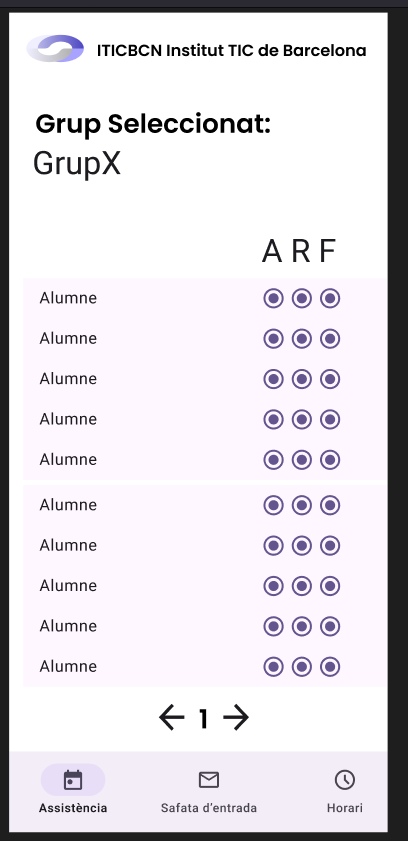 ITICBCN Institut TIC de Barcelona
Grup Seleccionat:
GrupX
A R F
Alumne
Alumne
Alumne
Alumne
Alumne
Alumne
Alumne
Alumne
Alumne
Alumne
1
Assistència Safata d'entrada Horari